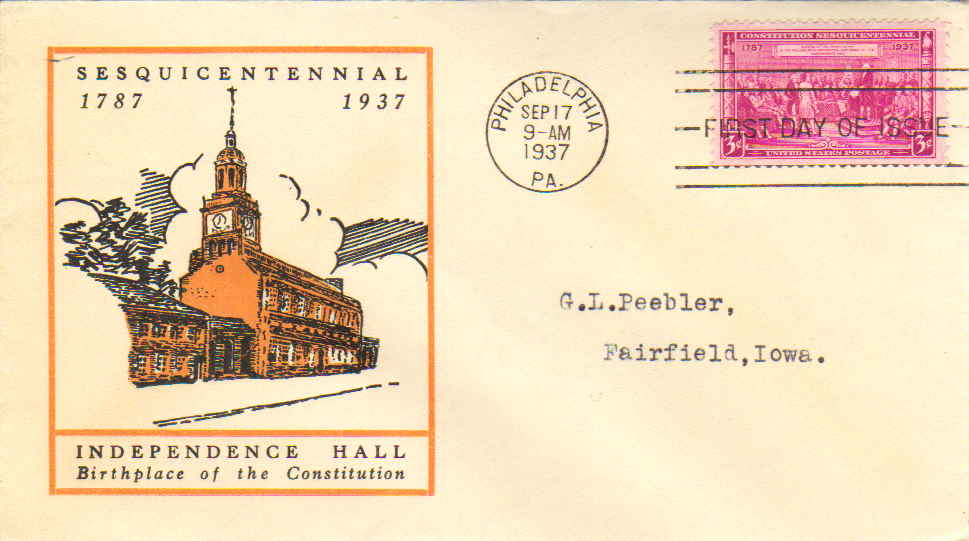 SESQUICENTENNIAL
1787 1937
INDEPENDENCE HALL
Birthplace of the Constitution
PHILADELPHIA
SEP 17
9-AM
1937
PA.
CONSTITUTION SESQUICENTENNIAL
1787 1937
FIRST DAY OF ISSUE
3¢ 3¢
UNITED STATES POSTAGE
G.L.Peebler,
Fairfield,Iowa.